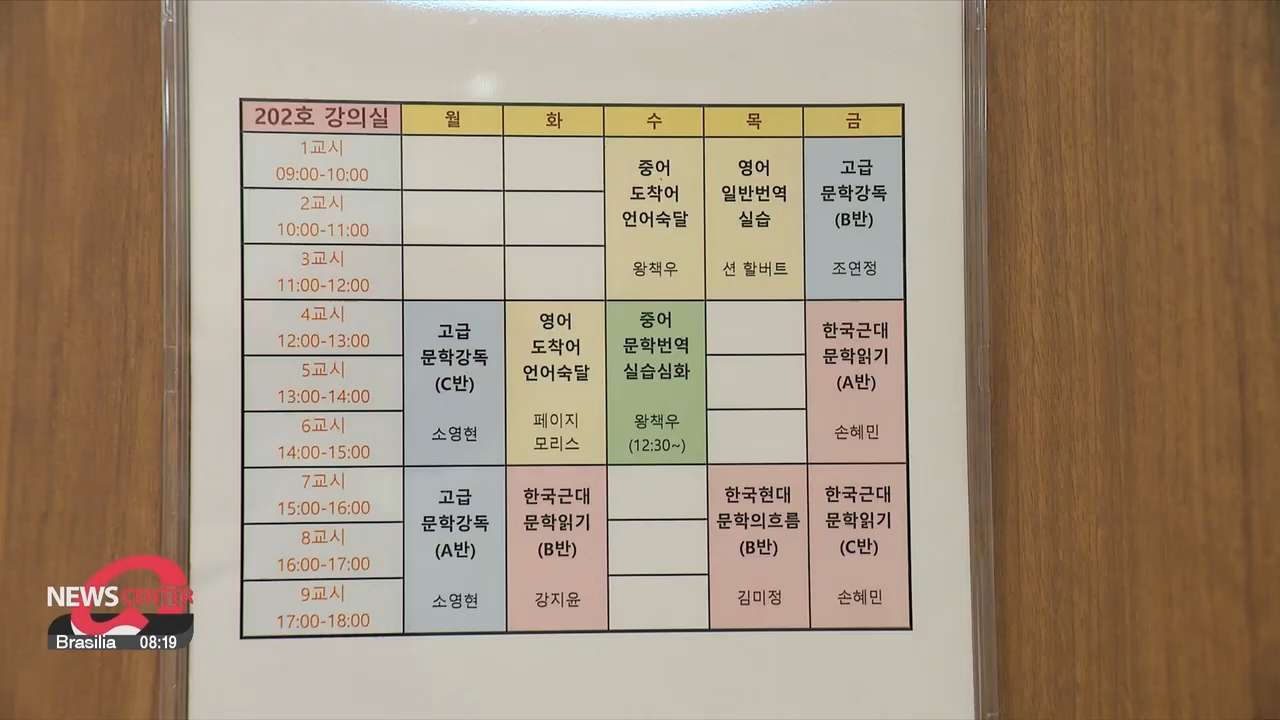 202호 강의실 월 화 수 목 금
1교시
09:00-10:00
2교시
10:00-11:00
3교시
11:00-12:00
중어
도착어
언어숙달
왕책우
영어
일반번역
실습
션 할버트
고급
문학강독
(B반)
조연정
4교시
12:00-13:00
5교시
13:00-14:00
6교시
14:00-15:00
고급
문학강독
(C반)
소영현
영어
도착어
언어숙달
페이지
모리스
중어
문학번역
실습심화
왕책우
(12:30~)
한국근대
문학읽기
(A반)
손혜민
7교시
15:00-16:00
8교시
16:00-17:00
9교시
17:00-18:00
고급
문학강독
(A반)
소영현
한국근대
문학읽기
(B반)
강지윤
한국현대
문학의흐름
(B반)
김미정
한국근대
문학읽기
(C반)
손혜민
NEWS CENTER
Brasilia 08:19